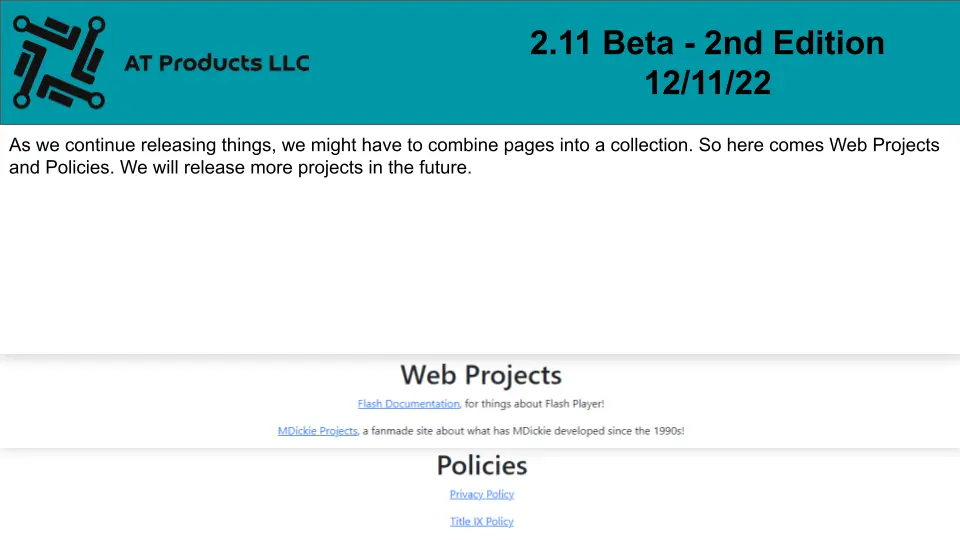 AT Products LLC
2.11 Beta - 2nd Edition
12/11/22
As we continue releasing things, we might have to combine pages into a collection. So here comes Web Projects
and Policies. We will release more projects in the future.
Web Projects
Flash Documentation, for things about Flash Player!
MDickie Projects, a fanmade site about what has MDickie developed since the 1990s!
Policies
Privacy Policy
Title IX Policy